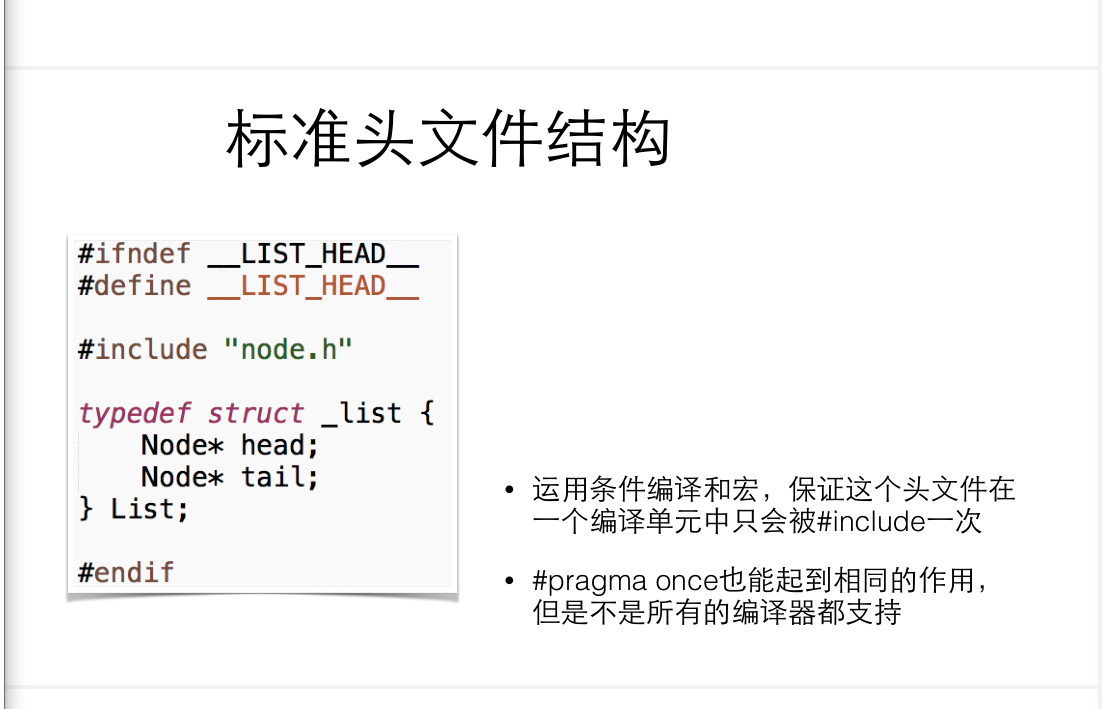 标准头文件结构
#ifndef __LIST_HEAD__
#define __LIST_HEAD__
#include "node.h"
typedef struct _list {
    Node* head;
    Node* tail;
} List;
#endif
• 运用条件编译和宏，保证这个头文件在
一个编译单元中只会被#include一次
• #pragma once也能起到相同的作用，
但是不是所有的编译器都支持